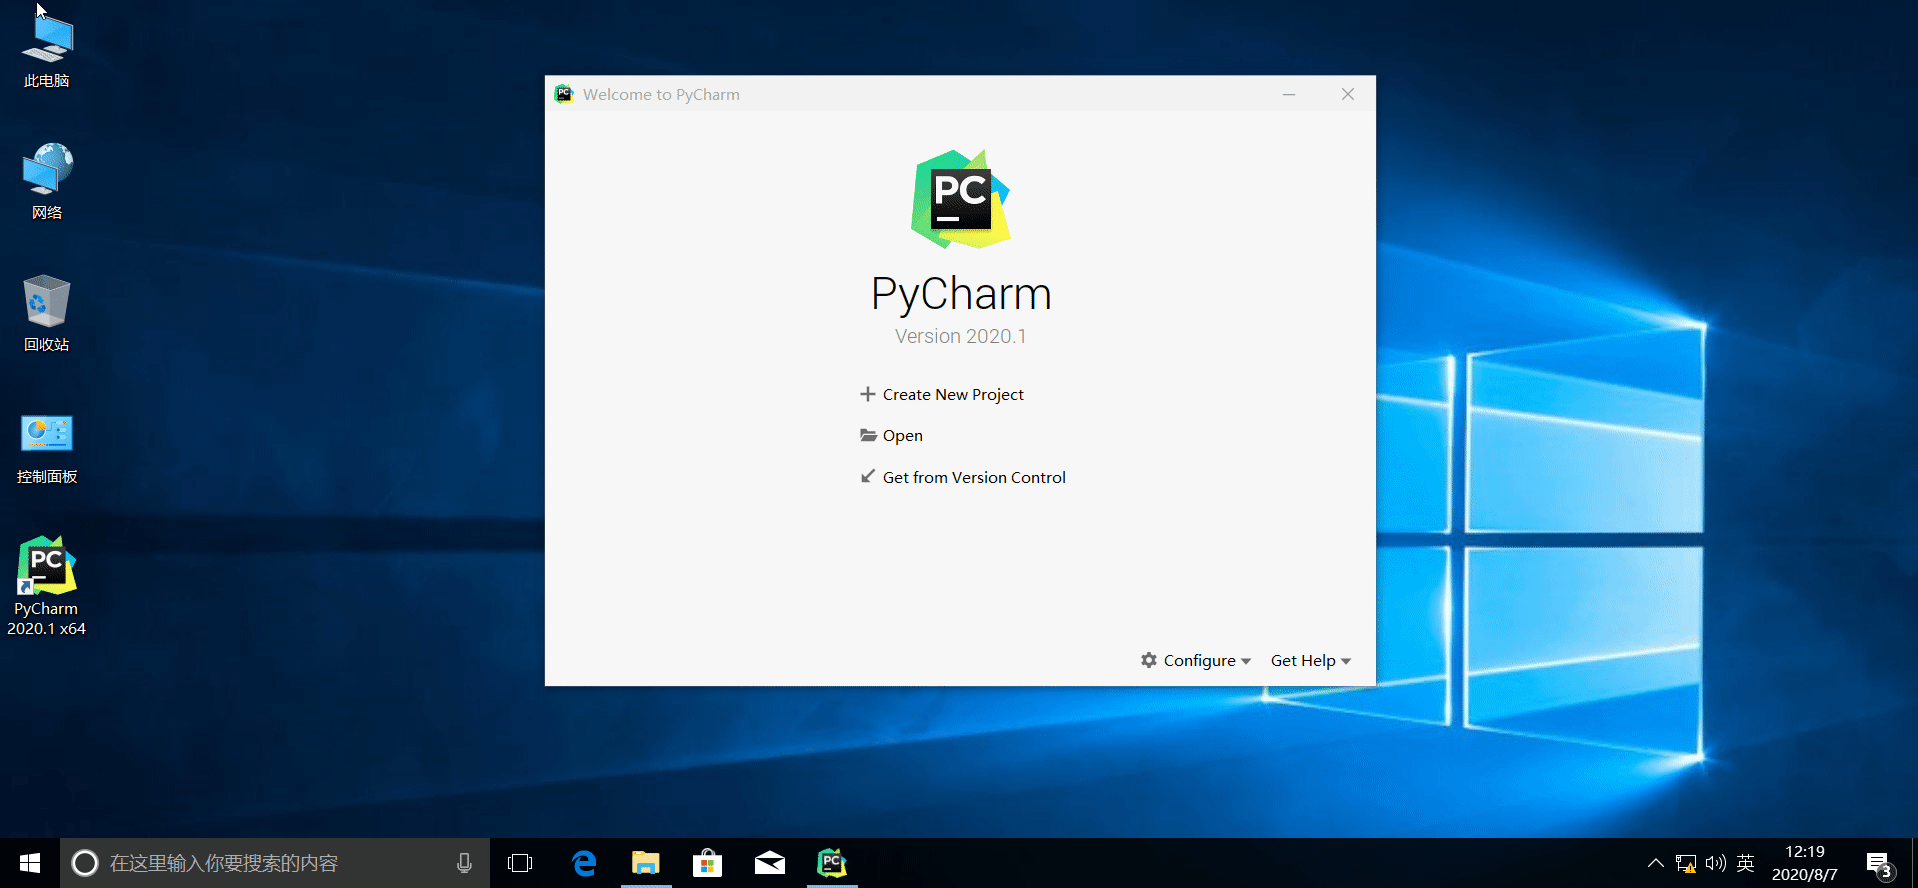 此电脑
网络
回收站
控制面板
PC
PyCharm
2020.1 x64
PC
Welcome to PyCharm
PC
PyCharm
Version 2020.1
Create New Project
Open
Get from Version Control
Configure
Get Help
在这里输入你要搜索的内容
PC
英
12:19
2020/8/7
3